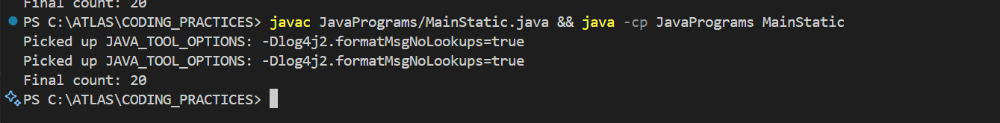 Final count: 20
PS C:\ATLAS\CODING_PRACTICES> javac JavaPrograms/MainStatic.java && java -cp JavaPrograms MainStatic
Picked up JAVA_TOOL_OPTIONS: -Dlog4j2.formatMsgNoLookups=true
Picked up JAVA_TOOL_OPTIONS: -Dlog4j2.formatMsgNoLookups=true
Final count: 20
PS C:\ATLAS\CODING_PRACTICES>